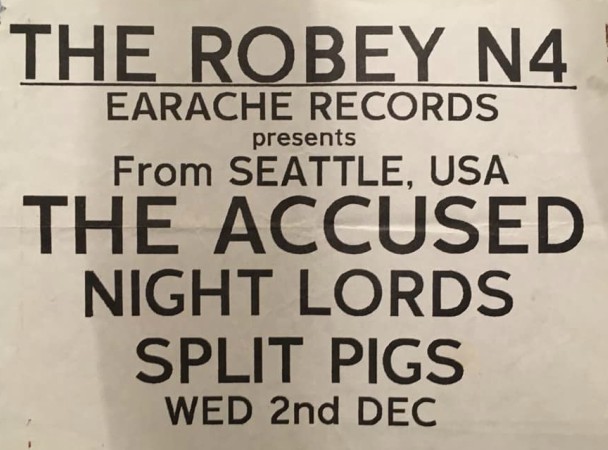 THE ROBEY N4
EARACHE RECORDS
presents
From SEATTLE, USA
THE ACCUSED
NIGHT LORDS
SPLIT PIGS
WED 2nd DEC